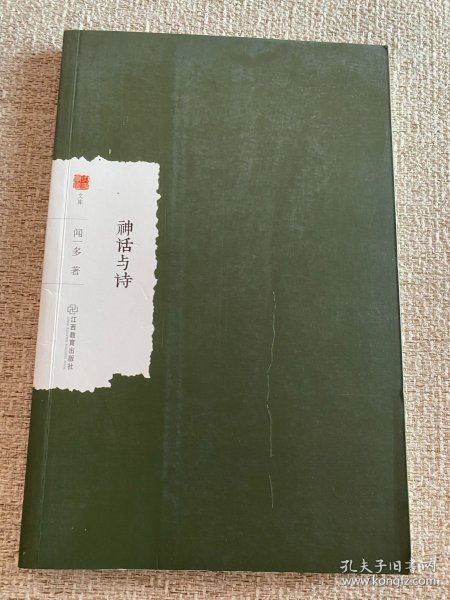 神话与诗
文库
闻一多 著
江西教育出版社
孔夫子旧书网
www.kongfz.com